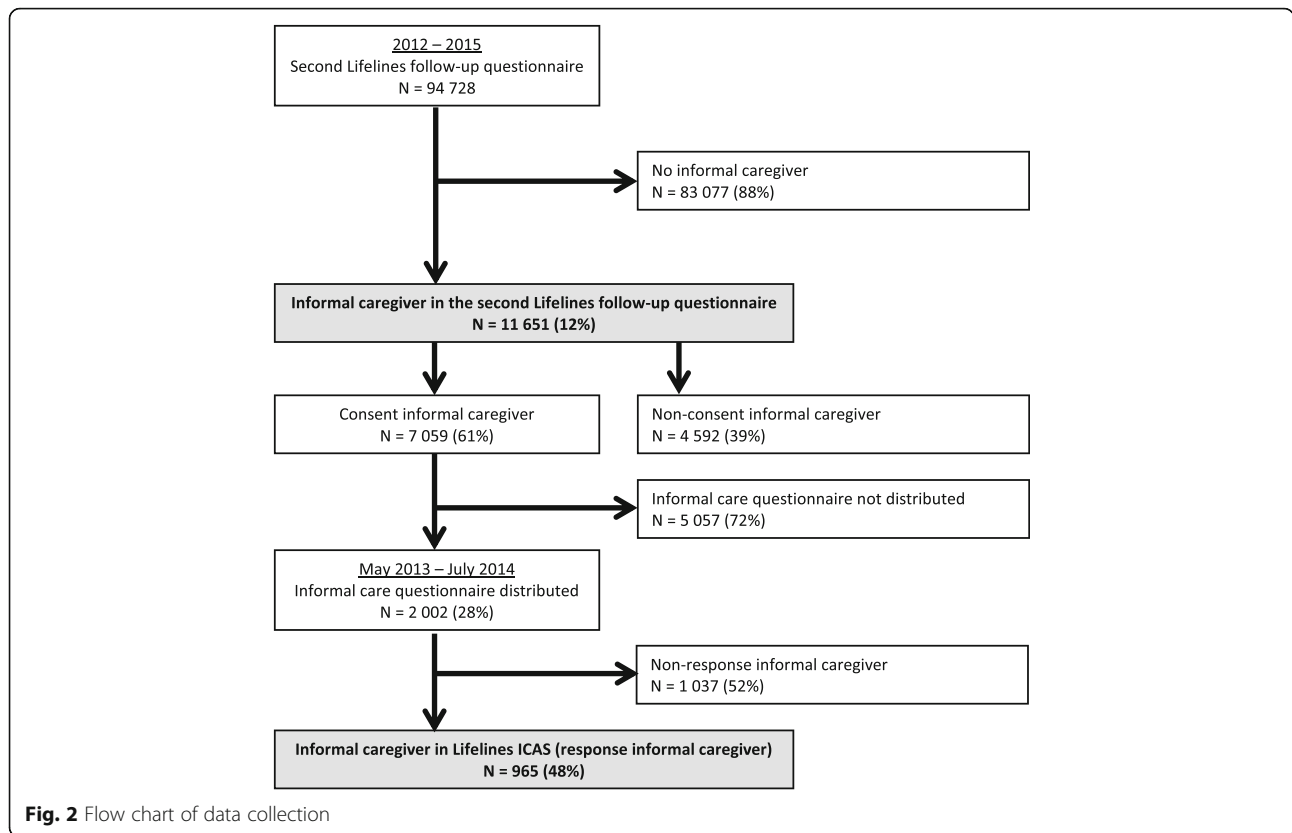 2012 – 2015
Second Lifelines follow-up questionnaire
N = 94 728
No informal caregiver
N = 83 077 (88%)
Informal caregiver in the second Lifelines follow-up questionnaire
N = 11 651 (12%)
Consent informal caregiver
N = 7 059 (61%)
Non-consent informal caregiver
N = 4 592 (39%)
Informal care questionnaire not distributed
N = 5 057 (72%)
May 2013 – July 2014
Informal care questionnaire distributed
N = 2 002 (28%)
Non-response informal caregiver
N = 1 037 (52%)
Informal caregiver in Lifelines ICAS (response informal caregiver)
N = 965 (48%)
Fig. 2 Flow chart of data collection